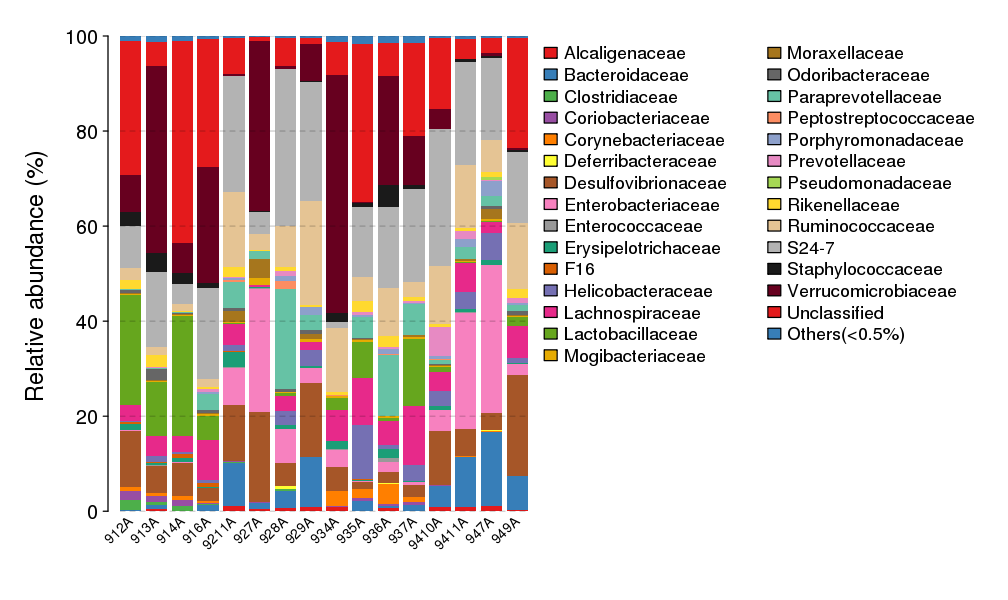 Relative abundance (%)
100
80
60
40
20
0
912A
913A
914A
916A
9211A
927A
928A
929A
934A
935A
936A
937A
9410A
9411A
947A
949A
Alcaligenaceae
Bacteroidaceae
Clostridiaceae
Coriobacteriaceae
Corynebacteriaceae
Deferribacteraceae
Desulfovibrionaceae
Enterobacteriaceae
Enterococcaceae
Erysipelotrichaceae
F16
Helicobacteraceae
Lachnospiraceae
Lactobacillaceae
Mogibacteriaceae
Moraxellaceae
Odoribacteraceae
Paraprevotellaceae
Peptostreptococcaceae
Porphyromonadaceae
Prevotellaceae
Pseudomonadaceae
Rikenellaceae
Ruminococcaceae
S24-7
Staphylococcaceae
Verrucomicrobiaceae
Unclassified
Others(<0.5%)